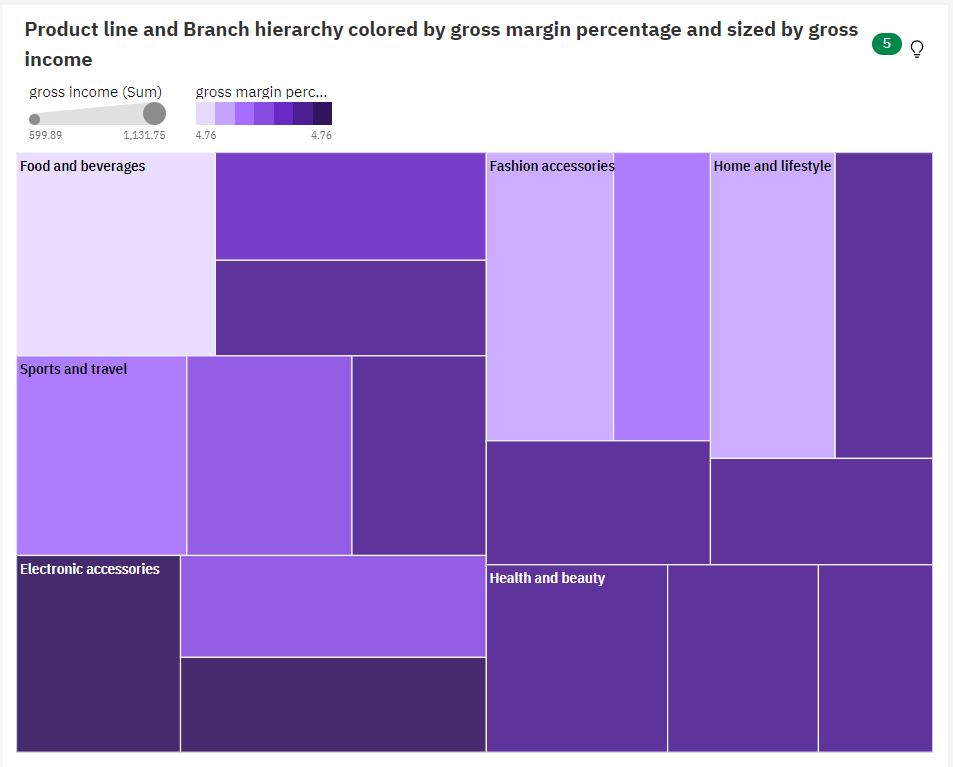 Product line and Branch hierarchy colored by gross margin percentage and sized by gross
income
5
gross income (Sum)
gross margin perc...
599.89
1,131.75
4.76
4.76
Food and beverages
Fashion accessories
Home and lifestyle
Sports and travel
Electronic accessories
Health and beauty